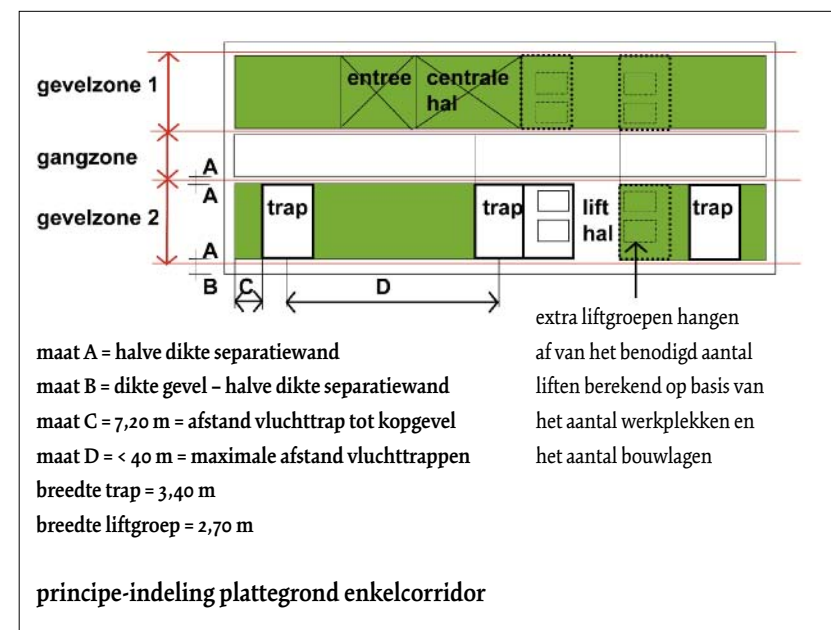 gevelzone 1
entree
centrale
hal
gangzone
A
A
gevelzone 2
trap
trap
lift
hal
trap
A
B
C
D
extra liftgroepen hangen
af van het benodigd aantal
liften berekend op basis van
het aantal werkplekken en
het aantal bouwlagen
maat A = halve dikte separatiewand
maat B = dikte gevel – halve dikte separatiewand
maat C = 7,20 m = afstand vluchttrap tot kopgevel
maat D = < 40 m = maximale afstand vluchttrappen
breedte trap = 3,40 m
breedte liftgroep = 2,70 m
principe-indeling plattegrond enkelcorridor